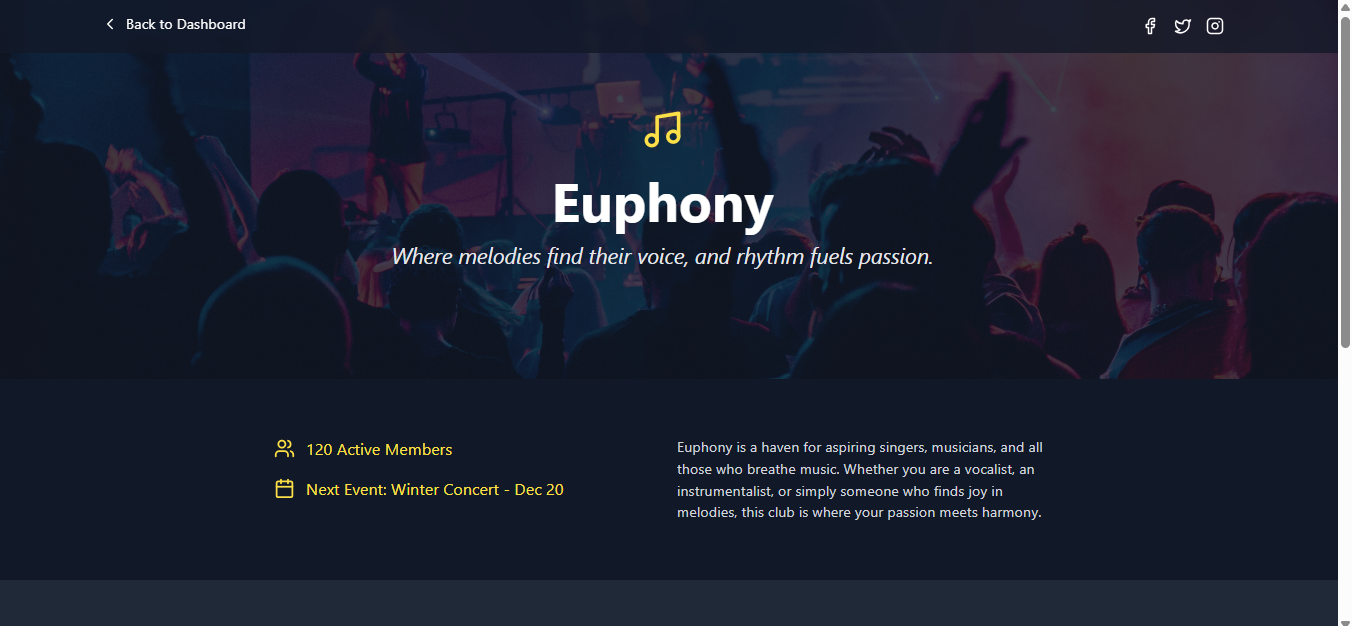 Back to Dashboard
Euphony
Where melodies find their voice, and rhythm fuels passion.
120 Active Members
Next Event: Winter Concert - Dec 20
Euphony is a haven for aspiring singers, musicians, and all
those who breathe music. Whether you are a vocalist, an
instrumentalist, or simply someone who finds joy in
melodies, this club is where your passion meets harmony.